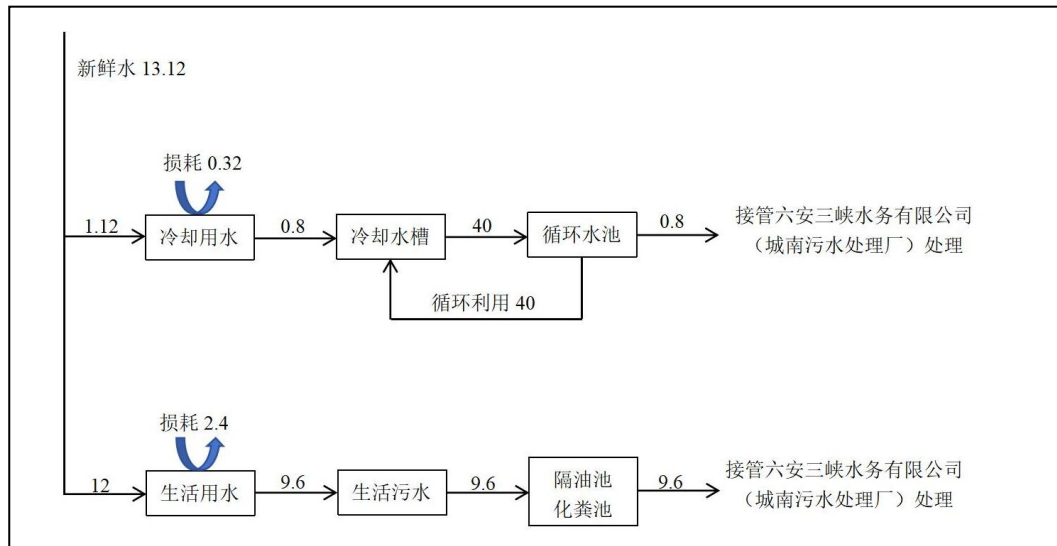 新鲜水 13.12
损耗 0.32
1.12
冷却用水
0.8
冷却水槽
40
循环水池
0.8
接管六安三峡水务有限公司
（城南污水处理厂）处理
循环利用 40
损耗 2.4
12
生活用水
9.6
生活污水
9.6
隔油池
化粪池
9.6
接管六安三峡水务有限公司
（城南污水处理厂）处理